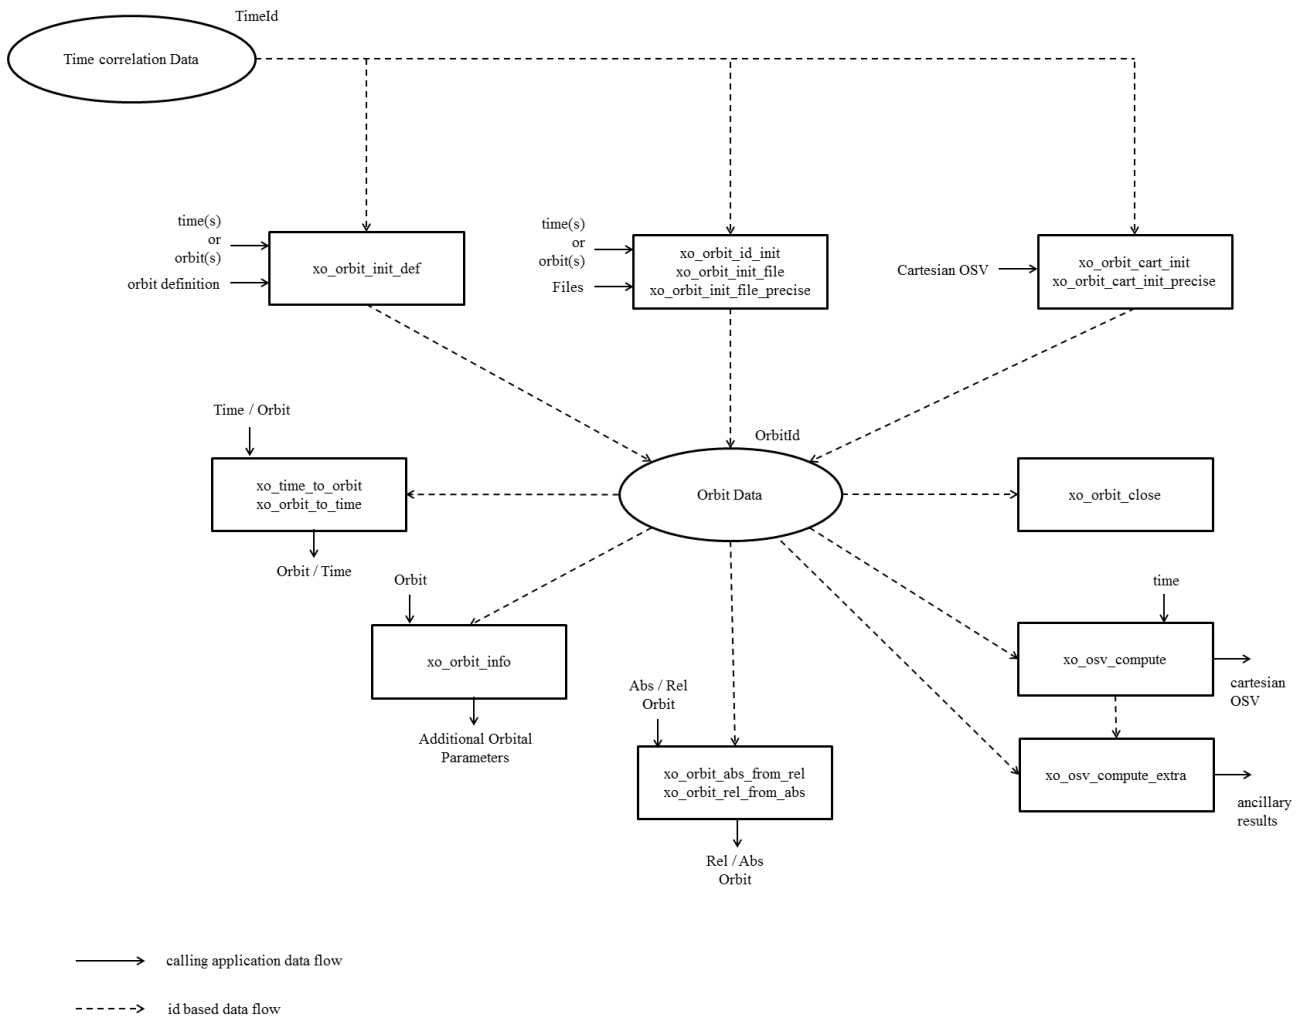 TimeId
Time correlation Data
time(s)
or
orbit(s)
orbit definition
xo_orbit_init_def
time(s)
or
orbit(s)
Files
xo_orbit_id_init
xo_orbit_init_file
xo_orbit_init_file_precise
Cartesian OSV
xo_orbit_cart_init
xo_orbit_cart_init_precise
Time / Orbit
OrbitId
xo_time_to_orbit
xo_orbit_to_time
Orbit Data
xo_orbit_close
Orbit / Time
Orbit
time
xo_orbit_info
xo_osv_compute
cartesian
OSV
Abs / Rel
Orbit
Additional Orbital
Parameters
xo_orbit_abs_from_rel
xo_orbit_rel_from_abs
xo_osv_compute_extra
ancillary
results
Rel / Abs
Orbit
calling application data flow
id based data flow